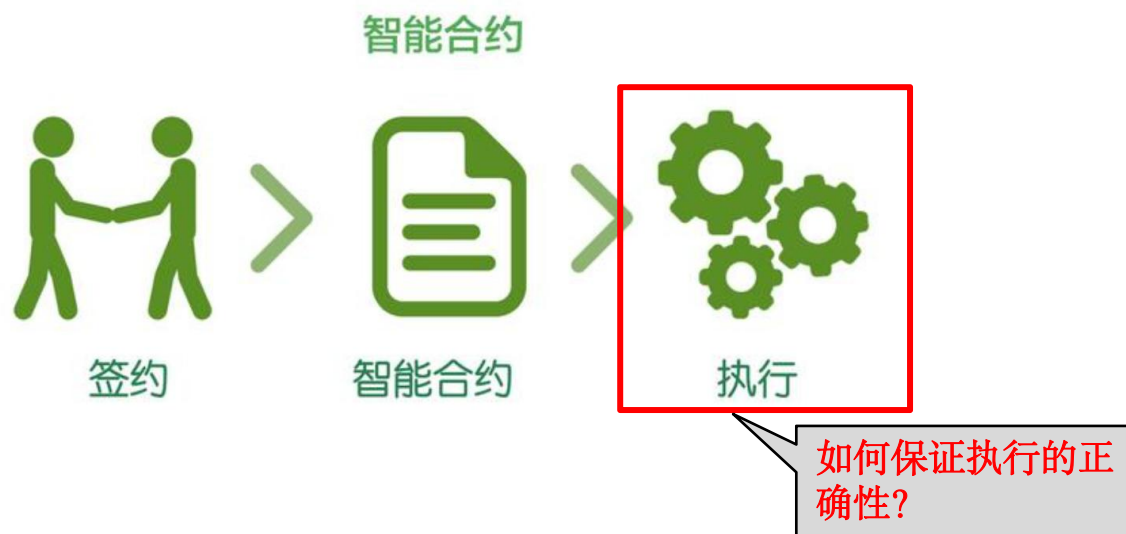 智能合约
签约
智能合约
执行
如何保证执行的正
确性?